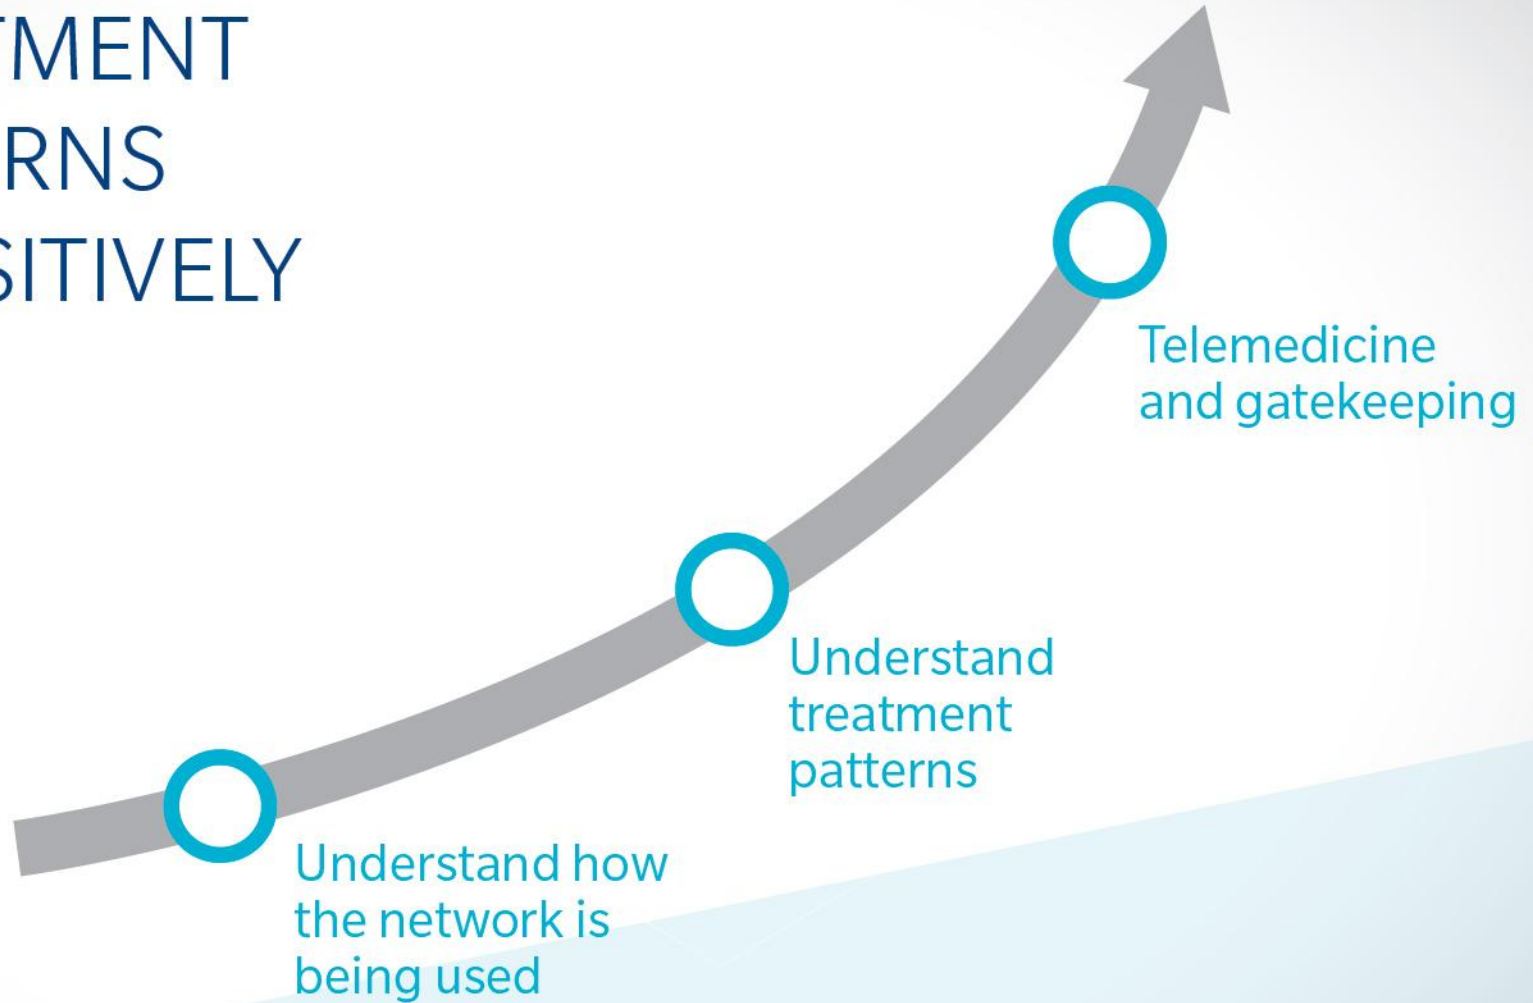 TMENT
RNS
SITIVELY
Telemedicine
and gatekeeping
Understand
treatment
patterns
Understand how
the network is
being used